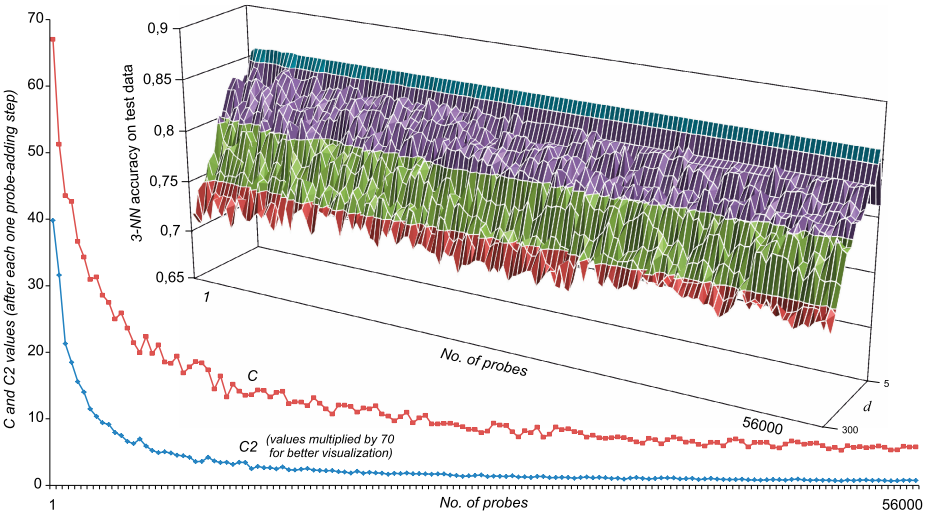 C and C2 values (after each one probe-adding step)
70
60
50
40
30
20
10
0
3-NN accuracy on test data
0,9
0,85
0,8
0,75
0,7
0,65
1
No. of probes
56000
5
d
300
C
C2
(values multiplied by 70
for better visualization)
1
No. of probes
56000